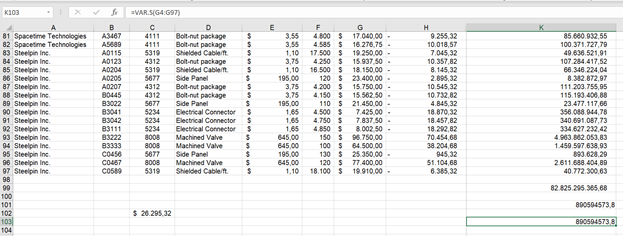 K103 fx =VAR.S(G4:G97)
A B C D E F G H K
81 Spacetime Technologies A3467 4111 Bolt-nut package $ 3,55 4.800 $ 17.040,00 - 9.255,32 85.660.932,55
82 Spacetime Technologies A5689 4111 Bolt-nut package $ 3,55 4.585 $ 16.276,75 - 10.018,57 100.371.727,79
83 Steelpin Inc. A0115 5319 Shielded Cable/ft. $ 1,10 17.500 $ 19.250,00 - 7.045,32 49.636.521,91
84 Steelpin Inc. A0123 4312 Bolt-nut package $ 3,75 4.250 $ 15.937,50 - 10.357,82 107.284.417,52
85 Steelpin Inc. A0204 5319 Shielded Cable/ft. $ 1,10 16.500 $ 18.150,00 - 8.145,32 66.346.224,04
86 Steelpin Inc. A0205 5677 Side Panel $ 195,00 120 $ 23.400,00 - 2.895,32 8.382.872,97
87 Steelpin Inc. A0207 4312 Bolt-nut package $ 3,75 4.200 $ 15.750,00 - 10.545,32 111.203.755,95
88 Steelpin Inc. B0445 4312 Bolt-nut package $ 3,75 4.150 $ 15.562,50 - 10.732,82 115.193.406,88
89 Steelpin Inc. B3022 5677 Side Panel $ 195,00 110 $ 21.450,00 - 4.845,32 23.477.117,66
90 Steelpin Inc. B3041 5234 Electrical Connector $ 1,65 4.500 $ 7.425,00 - 18.870,32 356.088.944,78
91 Steelpin Inc. B3042 5234 Electrical Connector $ 1,65 4.750 $ 7.837,50 - 18.457,82 340.691.087,73
92 Steelpin Inc. B3111 5234 Electrical Connector $ 1,65 4.850 $ 8.002,50 - 18.292,82 334.627.232,42
93 Steelpin Inc. B3222 8008 Machined Valve $ 645,00 150 $ 96.750,00 70.454,68 4.963.862.053,83
94 Steelpin Inc. B3333 8008 Machined Valve $ 645,00 100 $ 64.500,00 38.204,68 1.459.597.638,93
95 Steelpin Inc. C0456 5677 Side Panel $ 195,00 130 $ 25.350,00 - 945,32 893.628,29
96 Steelpin Inc. C0467 8008 Machined Valve $ 645,00 120 $ 77.400,00 51.104,68 2.611.688.404,89
97 Steelpin Inc. C0589 5319 Shielded Cable/ft. $ 1,10 18.100 $ 19.910,00 - 6.385,32 40.772.300,63
98
99 82.825.295.365,68
100
101 890594573,8
102 $ 26.295,32
103 890594573,8
104